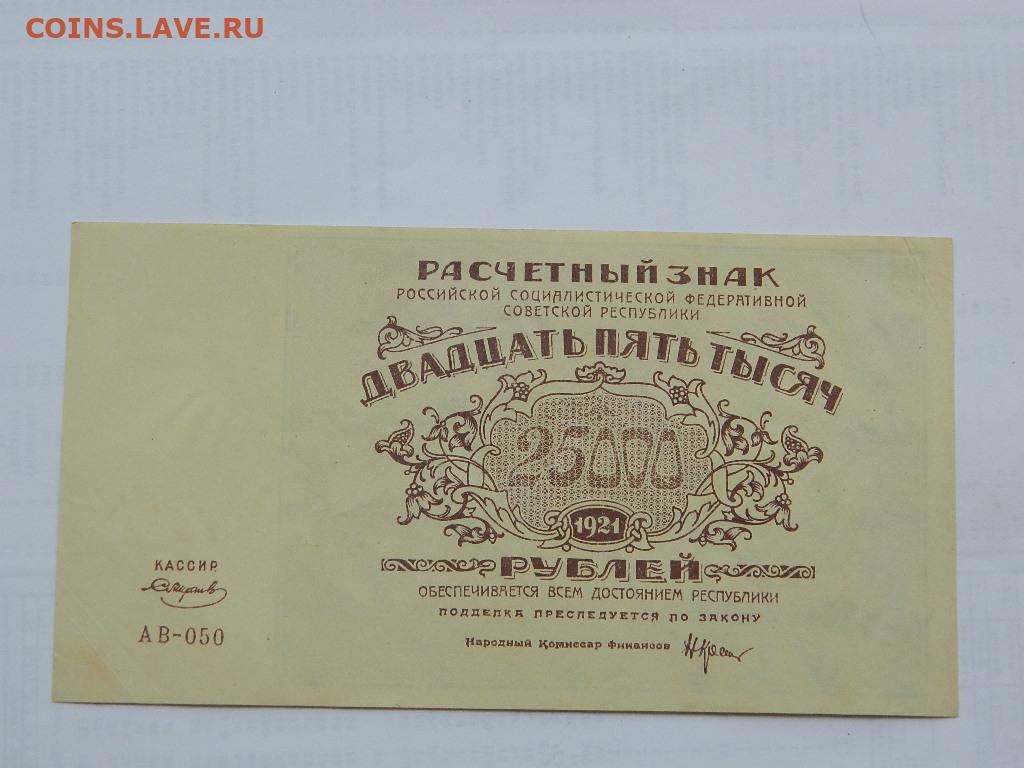 COINS.LAVE.RU
РАСЧЕТНЫЙ ЗНАК
РОССИЙСКОЙ СОЦИАЛИСТИЧЕСКОЙ ФЕДЕРАТИВНОЙ
СОВЕТСКОЙ РЕСПУБЛИКИ
ДВАДЦАТЬ ПЯТЬ ТЫСЯЧ
25000
1921
РУБЛЕЙ
ОБЕСПЕЧИВАЕТСЯ ВСЕМ ДОСТОЯНИЕМ РЕСПУБЛИКИ
ПОДДЕЛКА ПРЕСЛЕДУЕТСЯ ПО ЗАКОНУ
Народный Комиссар Финансов
КАССИР
АВ-050